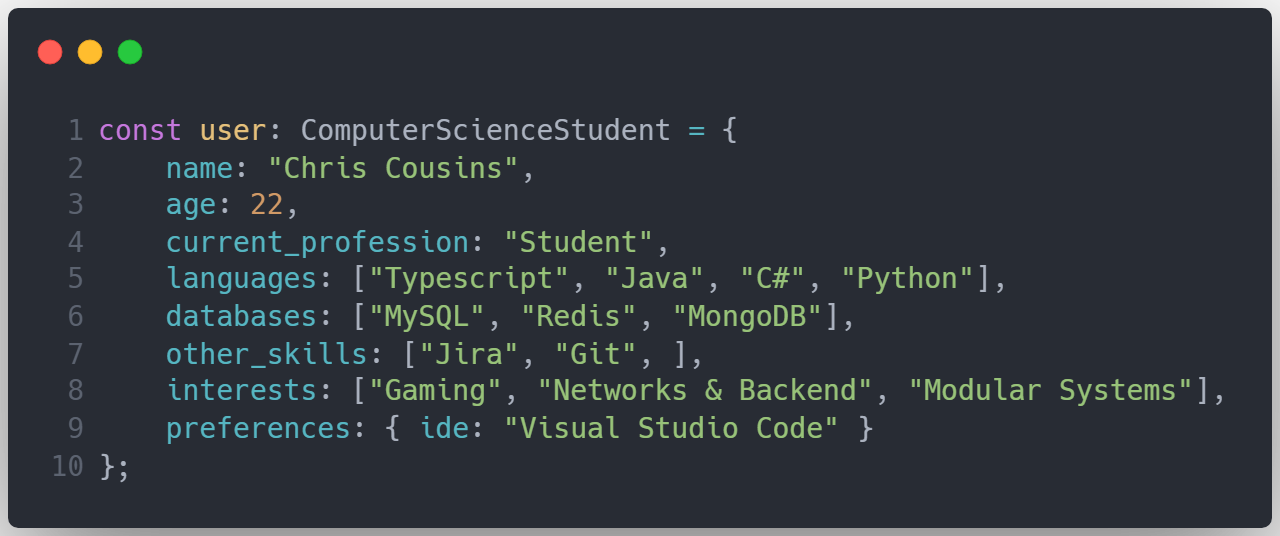 1 const user: ComputerScienceStudent = {
2     name: "Chris Cousins",
3     age: 22,
4     current_profession: "Student",
5     languages: ["Typescript", "Java", "C#", "Python"],
6     databases: ["MySQL", "Redis", "MongoDB"],
7     other_skills: ["Jira", "Git", ],
8     interests: ["Gaming", "Networks & Backend", "Modular Systems"],
9     preferences: { ide: "Visual Studio Code" }
10 };